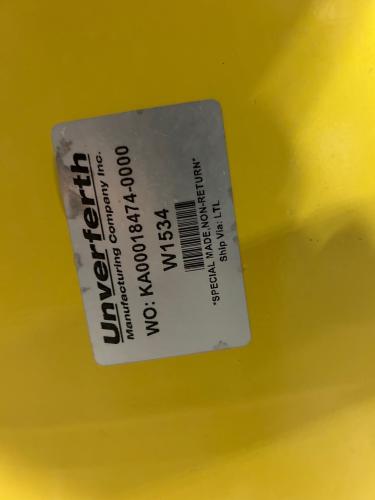 Unverferth
Manufacturing Company Inc.
WO: KA00018474-0000
W1534
*SPECIAL MADE,NON-RETURN*
Ship Via: LTL